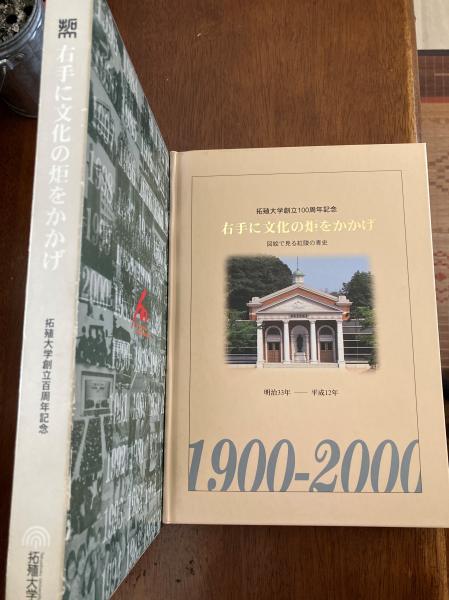 右手に文化の炬をかかげ
拓殖大学創立百周年記念
拓殖大学
拓殖大学創立100周年記念
右手に文化の炬をかかげ
図絵で見る紅陵の青史
明治33年 ―― 平成12年
1900-2000